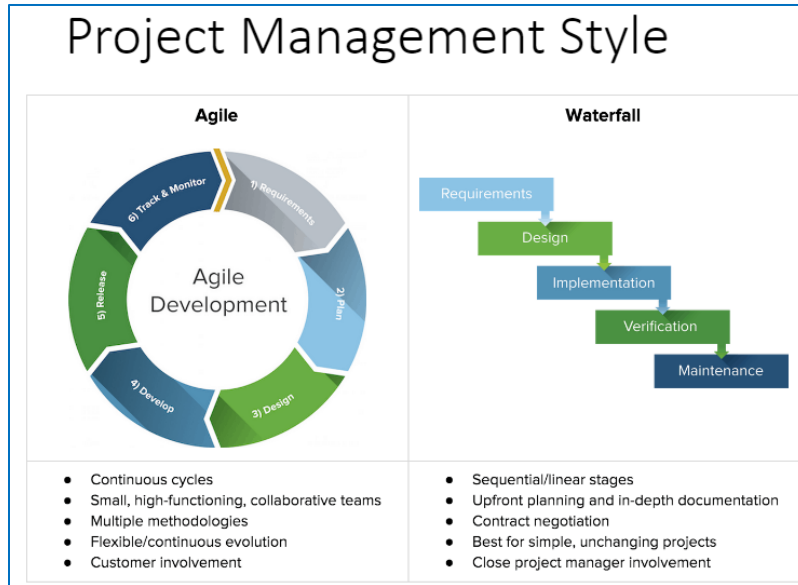 Project Management Style
Agile
1) Requirements
2) Plan
3) Design
4) Develop
5) Release
6) Track & Monitor
Agile
Development
Continuous cycles
Small, high-functioning, collaborative teams
Multiple methodologies
Flexible/continuous evolution
Customer involvement
Waterfall
Requirements
Design
Implementation
Verification
Maintenance
Sequential/linear stages
Upfront planning and in-depth documentation
Contract negotiation
Best for simple, unchanging projects
Close project manager involvement